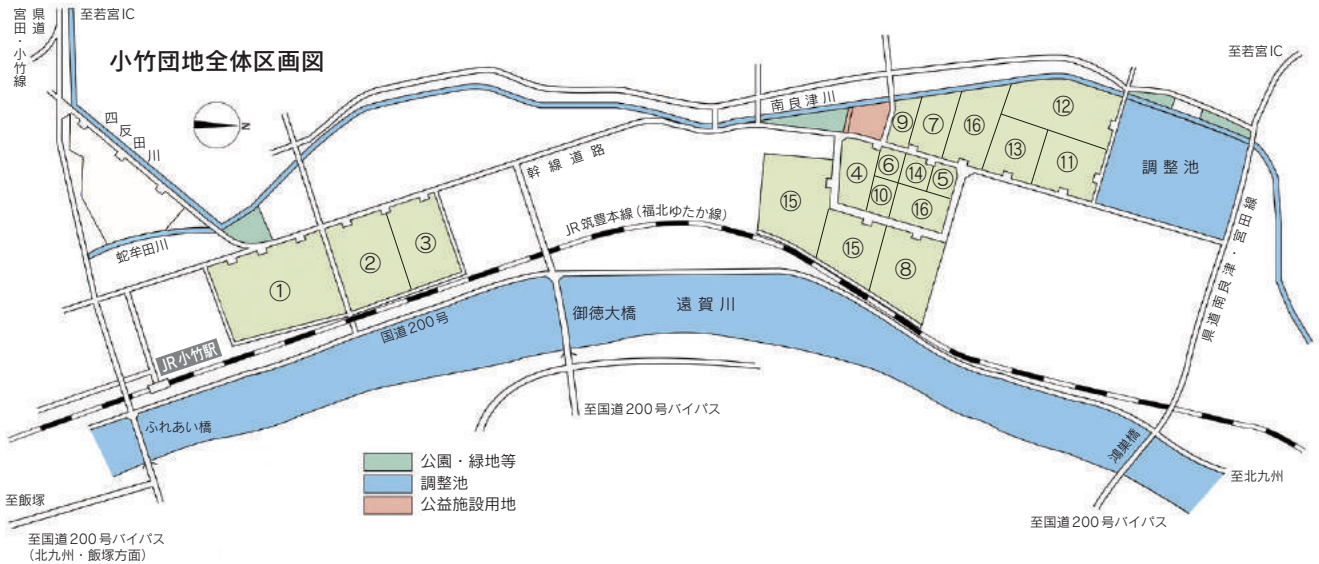 県道
宮田・小竹線
至若宮IC
小竹団地全体区画図
N
四反田川
蛇牟田川
南良津川
至若宮IC
幹線道路
JR筑豊本線(福北ゆたか線)
調整池
県道南良津・宮田線
①
②
③
⑮
④
⑥
⑩
⑭
⑤
⑯
⑨
⑦
⑯
⑫
⑬
⑪
⑮
⑧
JR小竹駅
国道200号
御徳大橋
遠賀川
ふれあい橋
至国道200号バイパス
鴻巣橋
至北九州
至国道200号バイパス
公園・緑地等
調整池
公益施設用地
至飯塚
至国道200号バイパス
(北九州・飯塚方面)